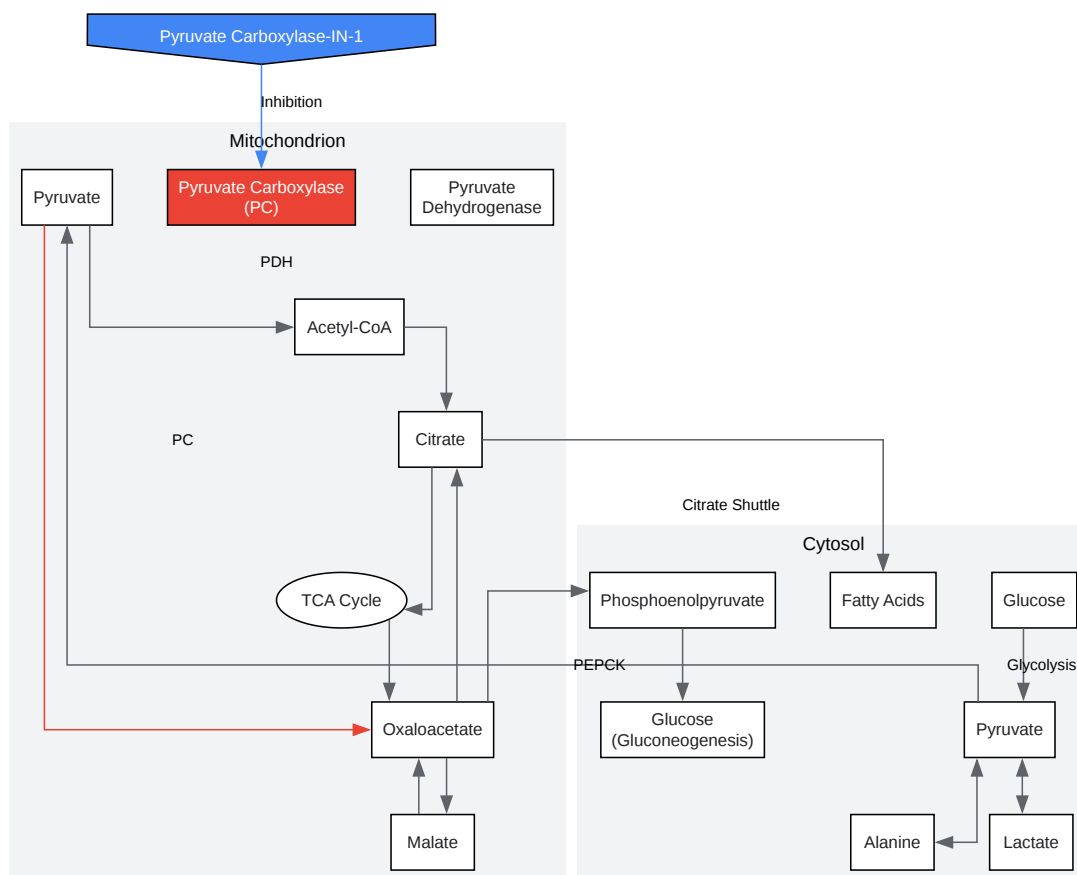 Pyruvate Carboxylase-IN-1
Inhibition
Mitochondrion
Pyruvate
Pyruvate Carboxylase
(PC)
Pyruvate
Dehydrogenase
PDH
Acetyl-CoA
Citrate
PC
Citrate Shuttle
Cytosol
TCA Cycle
Phosphoenolpyruvate
Fatty Acids
Glucose
PEPCK
Glycolysis
Oxaloacetate
Glucose
(Gluconeogenesis)
Pyruvate
Malate
Alanine
Lactate